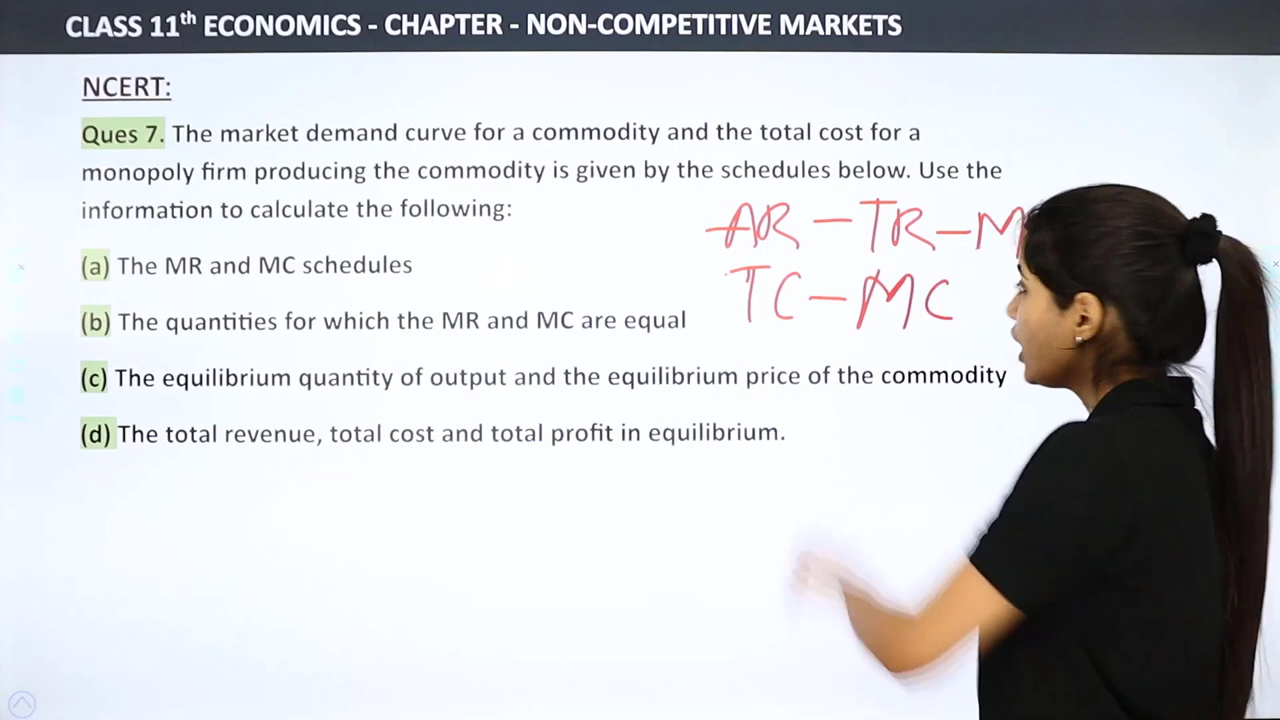 CLASS 11th ECONOMICS - CHAPTER - NON-COMPETITIVE MARKETS
NCERT:
Ques 7. The market demand curve for a commodity and the total cost for a
monopoly firm producing the commodity is given by the schedules below. Use the
information to calculate the following:
AR - TR - M
(a) The MR and MC schedules
TC - MC
(b) The quantities for which the MR and MC are equal
(c) The equilibrium quantity of output and the equilibrium price of the commodity
(d) The total revenue, total cost and total profit in equilibrium.